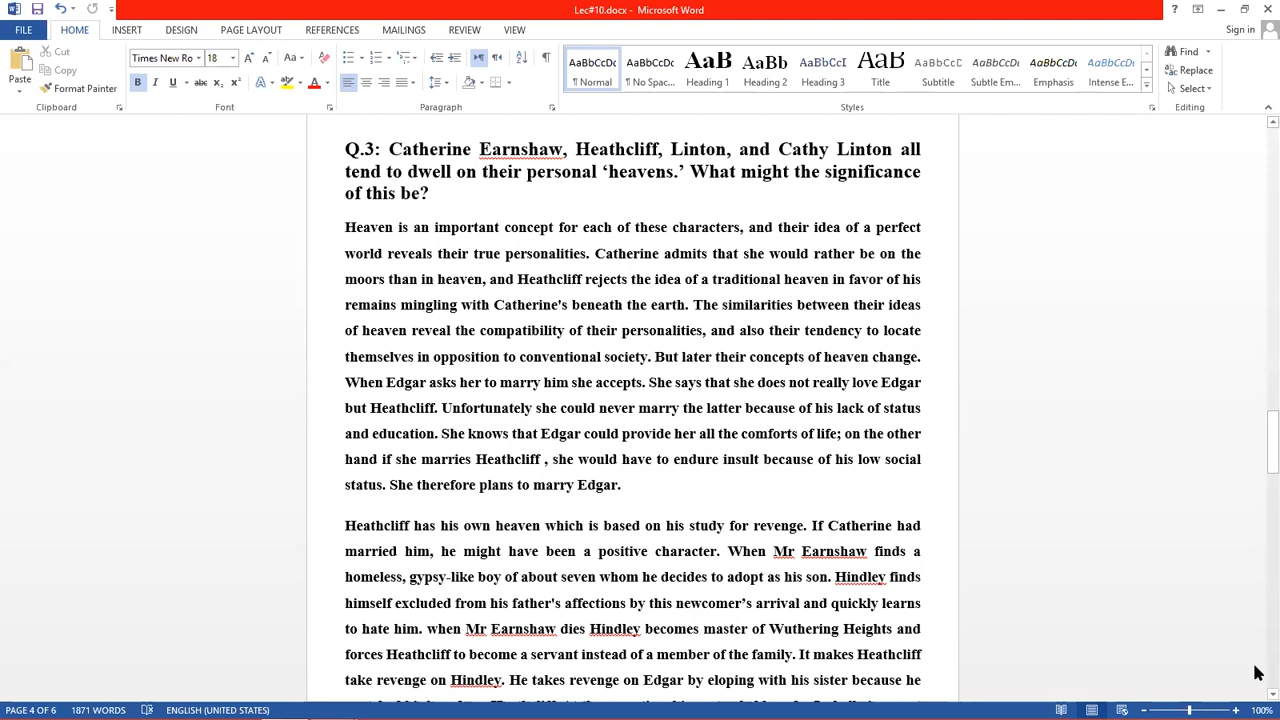 Lec#10.docx - Microsoft Word
Sign in
FILE HOME INSERT DESIGN PAGE LAYOUT REFERENCES MAILINGS REVIEW VIEW
Paste
Cut
Copy
Format Painter
Clipboard
Times New Ro 18
Font
Paragraph
AaBbCcDc AaBbCcDc AaB AaBb AaBbCcI AaB AaBbCcD AaBbCcDc AaBbCcDc AaBbCcDc
¶ Normal ¶ No Spac... Heading 1 Heading 2 Heading 3 Title Subtitle Subtle Em... Emphasis Intense E...
Styles
Find
Replace
Select
Editing
Q.3: Catherine Earnshaw, Heathcliff, Linton, and Cathy Linton all
tend to dwell on their personal ‘heavens.’ What might the significance
of this be?
Heaven is an important concept for each of these characters, and their idea of a perfect
world reveals their true personalities. Catherine admits that she would rather be on the
moors than in heaven, and Heathcliff rejects the idea of a traditional heaven in favor of his
remains mingling with Catherine's beneath the earth. The similarities between their ideas
of heaven reveal the compatibility of their personalities, and also their tendency to locate
themselves in opposition to conventional society. But later their concepts of heaven change.
When Edgar asks her to marry him she accepts. She says that she does not really love Edgar
but Heathcliff. Unfortunately she could never marry the latter because of his lack of status
and education. She knows that Edgar could provide her all the comforts of life; on the other
hand if she marries Heathcliff , she would have to endure insult because of his low social
status. She therefore plans to marry Edgar.
Heathcliff has his own heaven which is based on his study for revenge. If Catherine had
married him, he might have been a positive character. When Mr Earnshaw finds a
homeless, gypsy-like boy of about seven whom he decides to adopt as his son. Hindley finds
himself excluded from his father's affections by this newcomer’s arrival and quickly learns
to hate him. when Mr Earnshaw dies Hindley becomes master of Wuthering Heights and
forces Heathcliff to become a servant instead of a member of the family. It makes Heathcliff
take revenge on Hindley. He takes revenge on Edgar by eloping with his sister because he
PAGE 4 OF 6 1871 WORDS ENGLISH (UNITED STATES) 100%